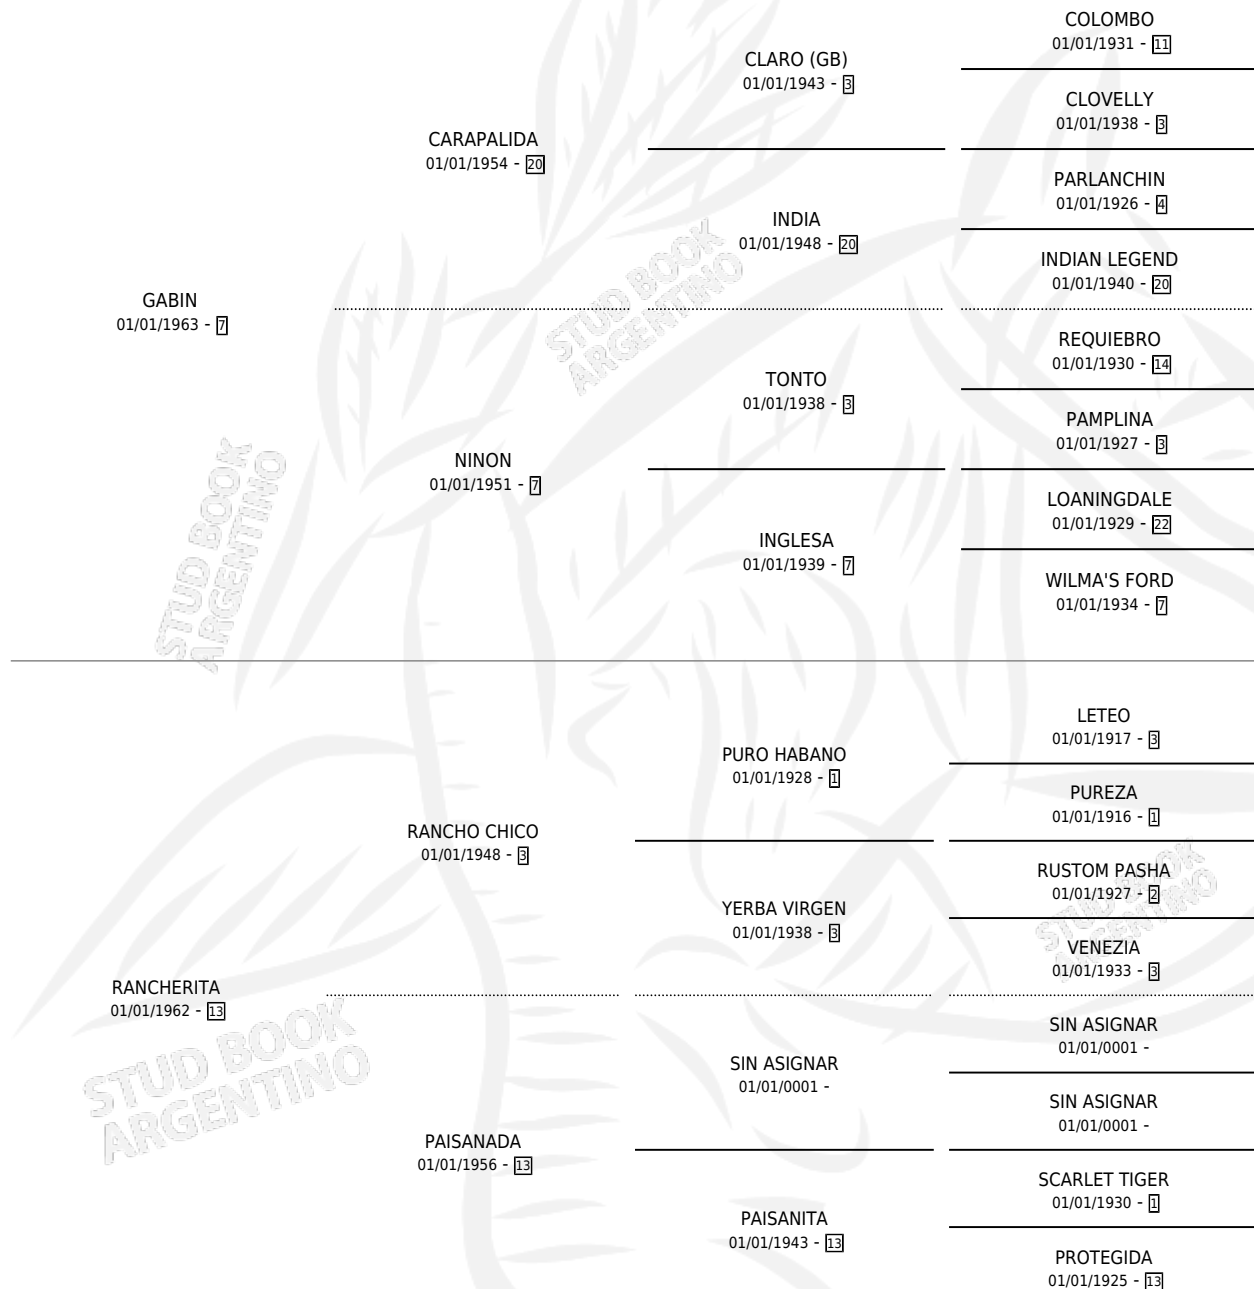 COLOMBO
01/01/1931 - 11
CLARO (GB)
01/01/1943 - 3
CLOVELLY
01/01/1938 - 3
CARAPALIDA
01/01/1954 - 20
PARLANCHIN
01/01/1926 - 4
INDIA
01/01/1948 - 20
INDIAN LEGEND
01/01/1940 - 20
GABIN
01/01/1963 - 7
REQUIEBRO
01/01/1930 - 14
TONTO
01/01/1938 - 3
PAMPLINA
01/01/1927 - 3
NINON
01/01/1951 - 7
LOANINGDALE
01/01/1929 - 22
INGLESA
01/01/1939 - 7
WILMA'S FORD
01/01/1934 - 7
STUD BOOK
ARGENTINO
STUD BOOK
ARGENTINO
LETEO
01/01/1917 - 3
PURO HABANO
01/01/1928 - 1
PUREZA
01/01/1916 - 1
RANCHO CHICO
01/01/1948 - 3
RUSTOM PASHA
01/01/1927 - 2
YERBA VIRGEN
01/01/1938 - 3
VENEZIA
01/01/1933 - 3
STUD BOOK
ARGENTINO
RANCHERITA
01/01/1962 - 13
SIN ASIGNAR
01/01/0001 -
SIN ASIGNAR
01/01/0001 -
SIN ASIGNAR
01/01/0001 -
STUD BOOK
ARGENTINO
PAISANADA
01/01/1956 - 13
SCARLET TIGER
01/01/1930 - 1
PAISANITA
01/01/1943 - 13
PROTEGIDA
01/01/1925 - 13